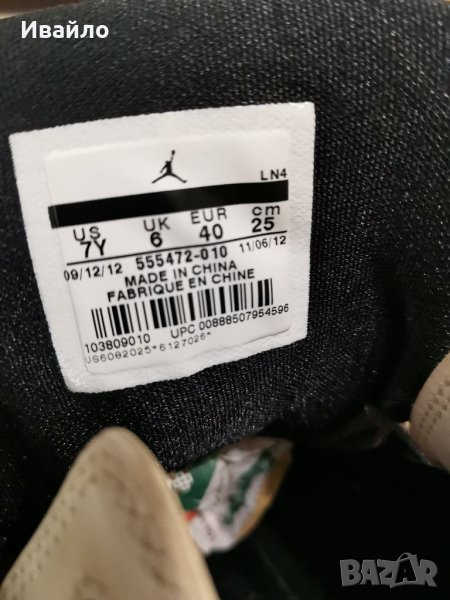 Ивайло
LN4
US UK EUR cm
7Y 6 40 25
09/12/12 555472-010 11/06/12
MADE IN CHINA
FABRIQUE EN CHINE
103809010 UPC 00888507954596
US6082025*6127026*
BAZAR